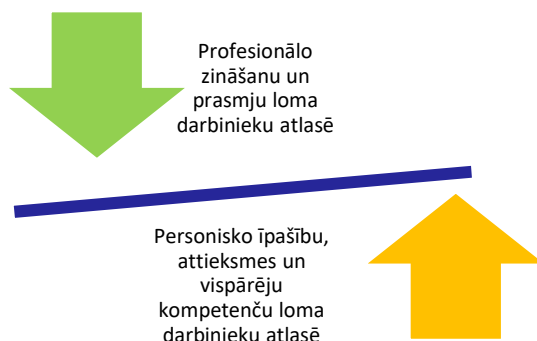 Profesionālo
zināšanu un
prasmju loma
darbinieku atlasē
Personisko īpašību,
attieksmes un
vispārēju
kompetenču loma
darbinieku atlasē